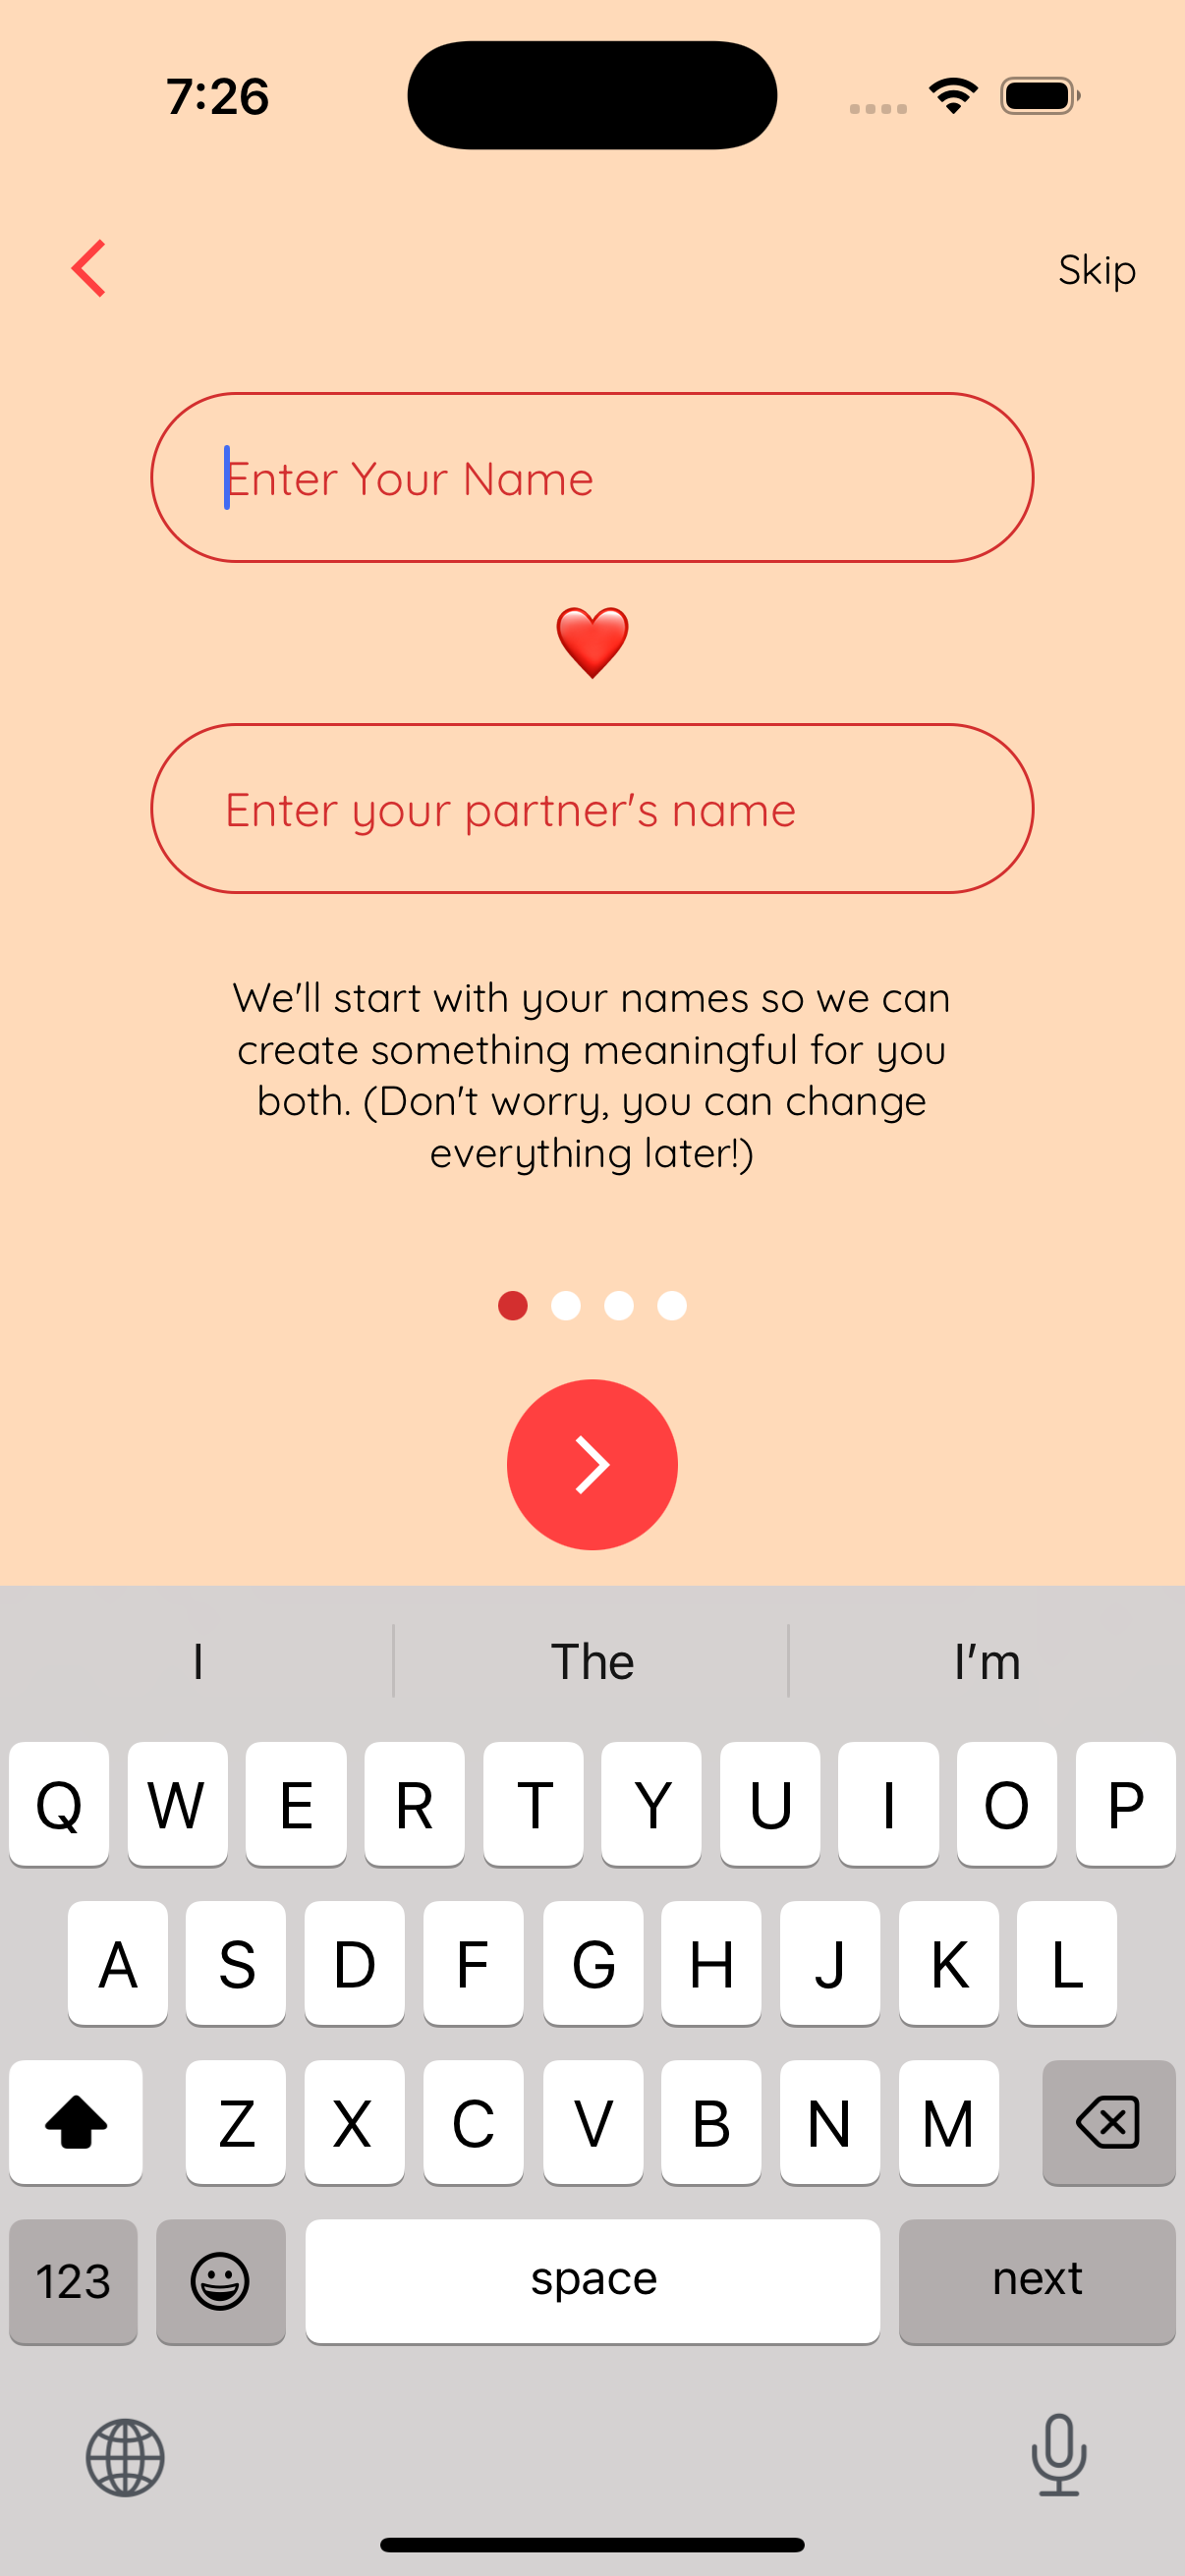 7:26
Skip
Enter Your Name
Enter your partner's name
We'll start with your names so we can
create something meaningful for you
both. (Don't worry, you can change
everything later!)
I The I’m
Q W E R T Y U I O P
A S D F G H J K L
Z X C V B N M
123 space next